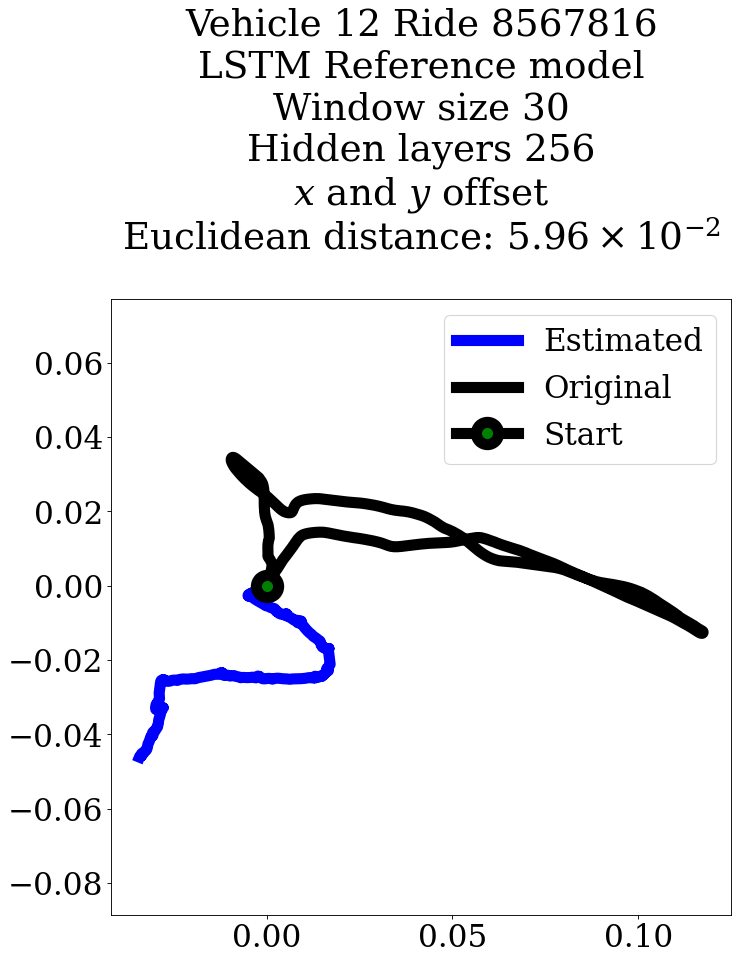 Vehicle 12 Ride 8567816
LSTM Reference model
Window size 30
Hidden layers 256
x and y offset
Euclidean distance: 5.96 × 10⁻²
Estimated
Original
Start
0.06
0.04
0.02
0.00
−0.02
−0.04
−0.06
−0.08
0.00 0.05 0.10